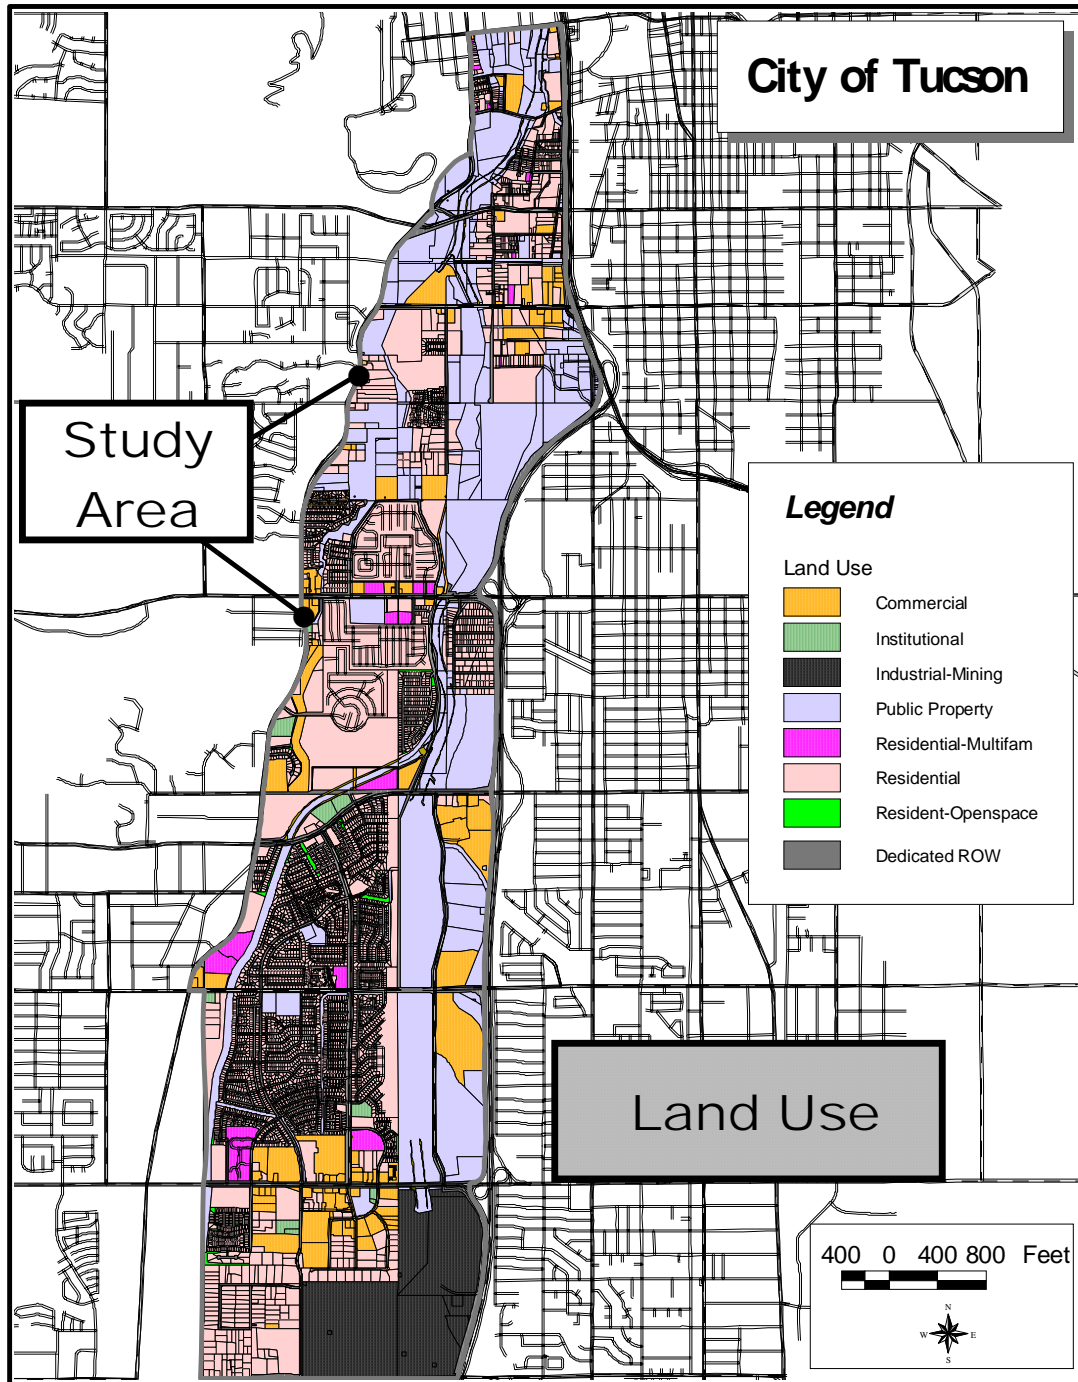 City of Tucson
Study
Area
Legend
Land Use
Commercial
Institutional
Industrial-Mining
Public Property
Residential-Multifam
Residential
Resident-Openspace
Dedicated ROW
Land Use
400 0 400 800 Feet
N
W E
S